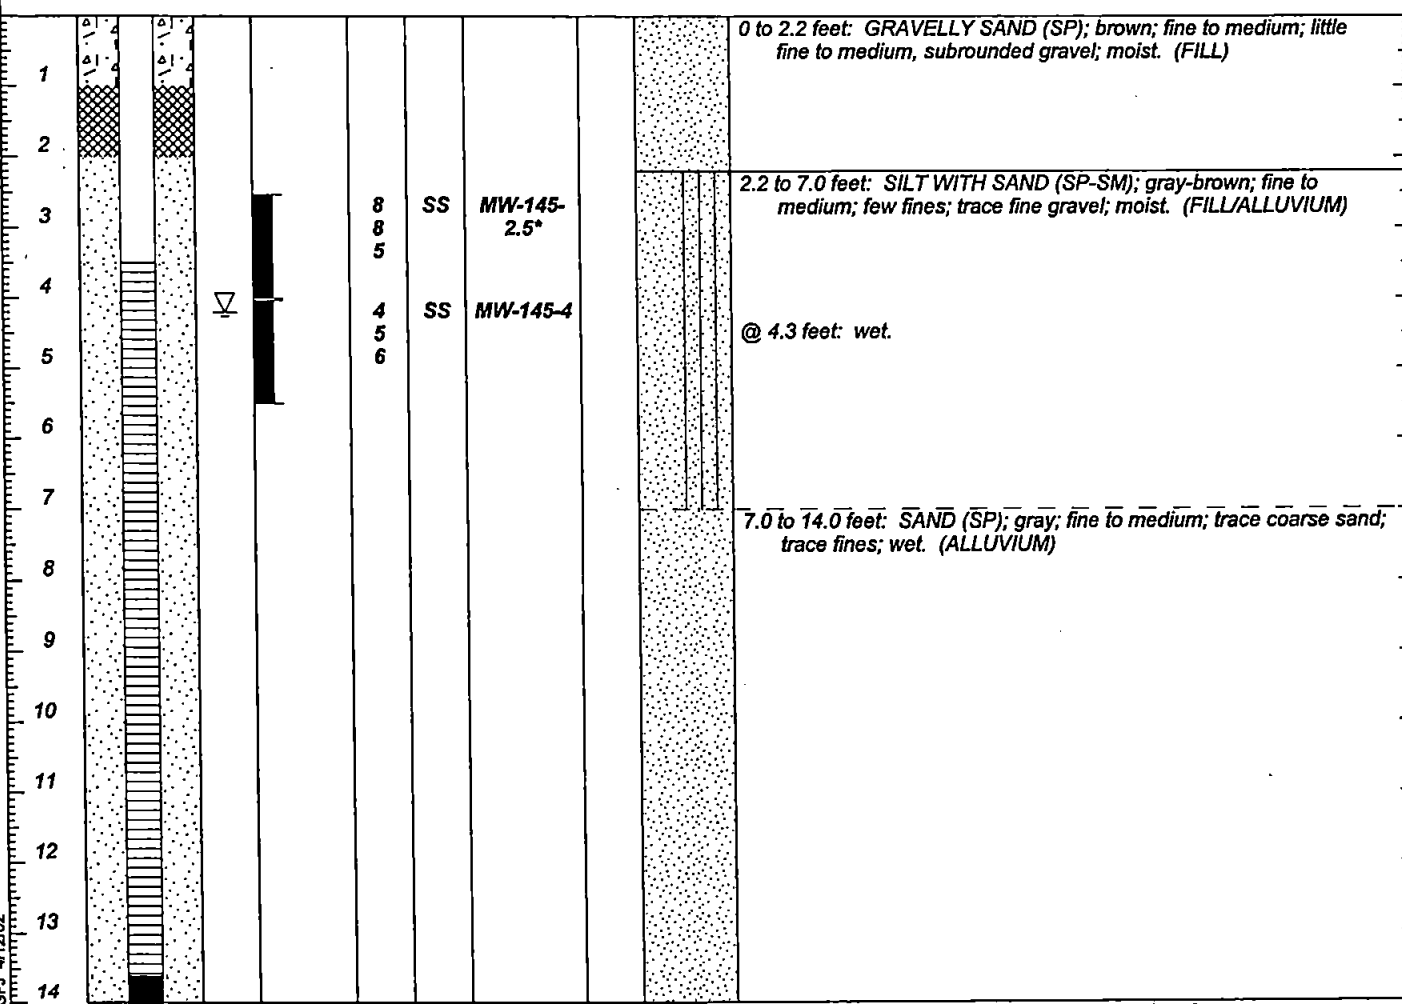 0 to 2.2 feet: GRAVELLY SAND (SP); brown; fine to medium; little
fine to medium, subrounded gravel; moist. (FILL)
1
2
2.2 to 7.0 feet: SILT WITH SAND (SP-SM); gray-brown; fine to
medium; few fines; trace fine gravel; moist. (FILL/ALLUVIUM)
3
8 SS MW-145-
8 2.5*
5
4
4 SS MW-145-4
5
@ 4.3 feet: wet.
5
6
6
7
7.0 to 14.0 feet: SAND (SP); gray; fine to medium; trace coarse sand;
trace fines; wet. (ALLUVIUM)
8
9
10
11
12
13
14